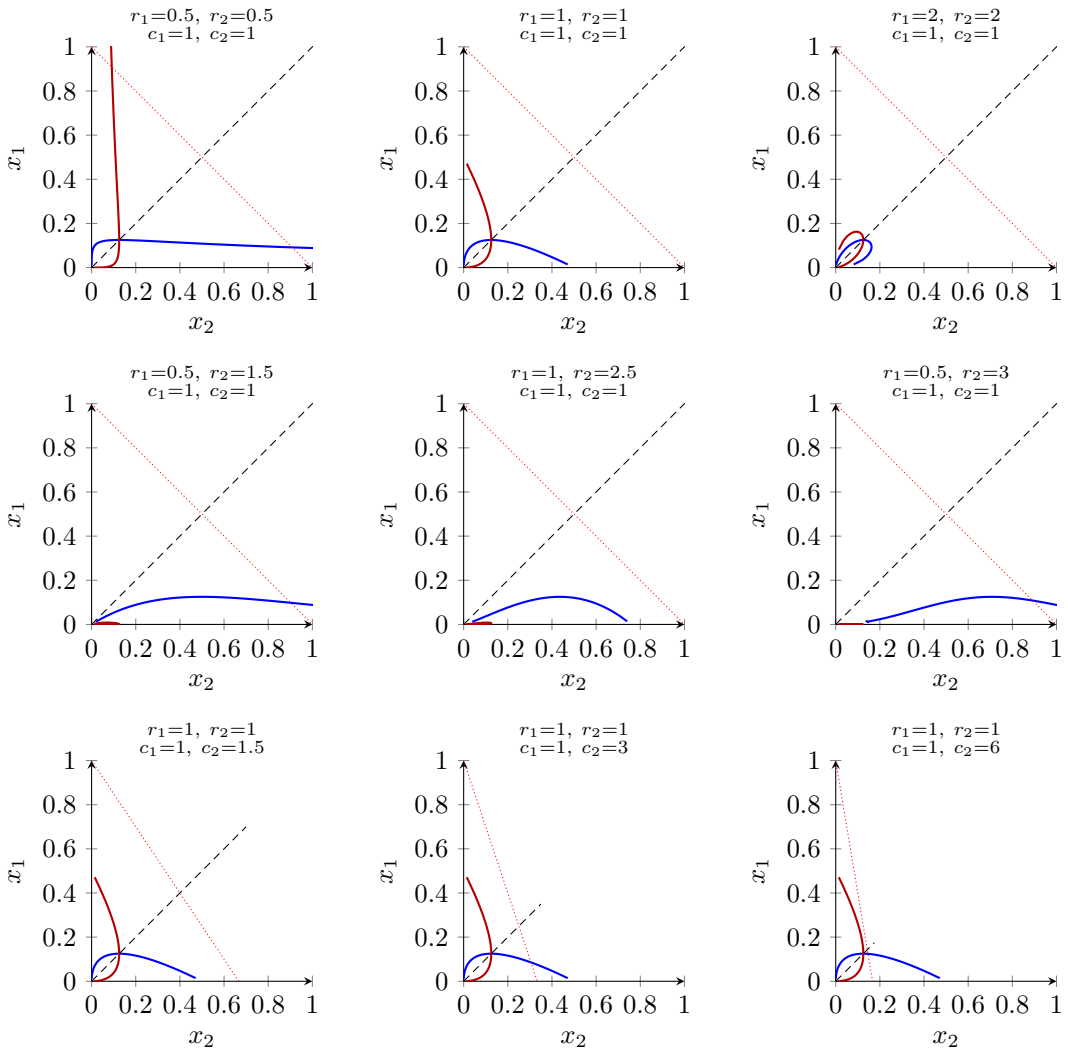 r₁=0.5, r₂=0.5
c₁=1, c₂=1
1
0.8
0.6
0.4
0.2
0
x₁
0 0.2 0.4 0.6 0.8 1
x₂
r₁=1, r₂=1
c₁=1, c₂=1
1
0.8
0.6
0.4
0.2
0
x₁
0 0.2 0.4 0.6 0.8 1
x₂
r₁=2, r₂=2
c₁=1, c₂=1
1
0.8
0.6
0.4
0.2
0
x₁
0 0.2 0.4 0.6 0.8 1
x₂
r₁=0.5, r₂=1.5
c₁=1, c₂=1
1
0.8
0.6
0.4
0.2
0
x₁
0 0.2 0.4 0.6 0.8 1
x₂
r₁=1, r₂=2.5
c₁=1, c₂=1
1
0.8
0.6
0.4
0.2
0
x₁
0 0.2 0.4 0.6 0.8 1
x₂
r₁=0.5, r₂=3
c₁=1, c₂=1
1
0.8
0.6
0.4
0.2
0
x₁
0 0.2 0.4 0.6 0.8 1
x₂
r₁=1, r₂=1
c₁=1, c₂=1.5
1
0.8
0.6
0.4
0.2
0
x₁
0 0.2 0.4 0.6 0.8 1
x₂
r₁=1, r₂=1
c₁=1, c₂=3
1
0.8
0.6
0.4
0.2
0
x₁
0 0.2 0.4 0.6 0.8 1
x₂
r₁=1, r₂=1
c₁=1, c₂=6
1
0.8
0.6
0.4
0.2
0
x₁
0 0.2 0.4 0.6 0.8 1
x₂